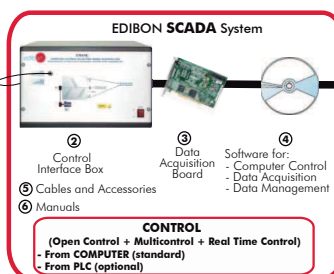 EDIBON SCADA System
② ③ ④
Control Interface Box
Data Acquisition Board
Software for:
- Computer Control
- Data Acquisition
- Data Management
⑤ Cables and Accessories
⑥ Manuals
CONTROL
(Open Control + Multicontrol + Real Time Control)
- From COMPUTER (standard)
- From PLC (optional)